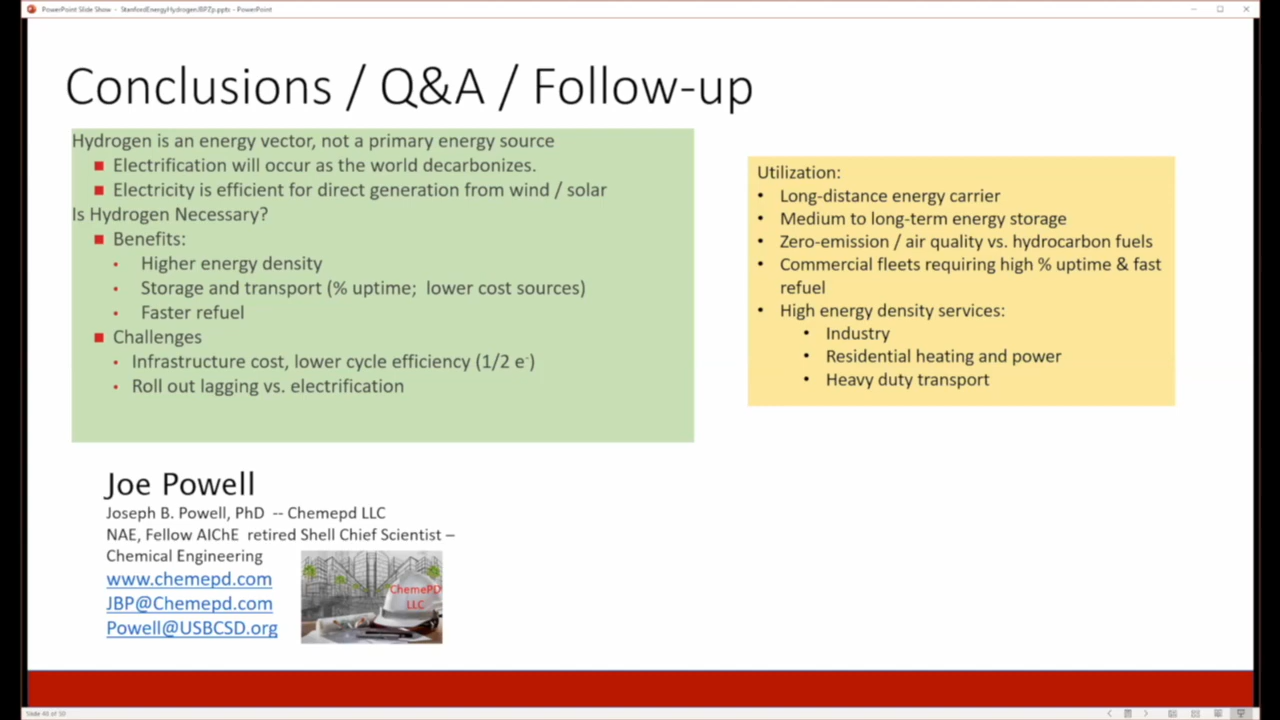 PowerPoint Slide Show - StanfordEnergyHydrogenJBPZp.pptx - PowerPoint
Conclusions / Q&A / Follow-up
Hydrogen is an energy vector, not a primary energy source
■ Electrification will occur as the world decarbonizes.
■ Electricity is efficient for direct generation from wind / solar
Is Hydrogen Necessary?
■ Benefits:
• Higher energy density
• Storage and transport (% uptime; lower cost sources)
• Faster refuel
■ Challenges
• Infrastructure cost, lower cycle efficiency (1/2 e⁻)
• Roll out lagging vs. electrification
Utilization:
• Long-distance energy carrier
• Medium to long-term energy storage
• Zero-emission / air quality vs. hydrocarbon fuels
• Commercial fleets requiring high % uptime & fast
refuel
• High energy density services:
• Industry
• Residential heating and power
• Heavy duty transport
Joe Powell
Joseph B. Powell, PhD -- Chemepd LLC
NAE, Fellow AIChE retired Shell Chief Scientist –
Chemical Engineering
www.chemepd.com
JBP@Chemepd.com
Powell@USBCSD.org
ChemePD
LLC